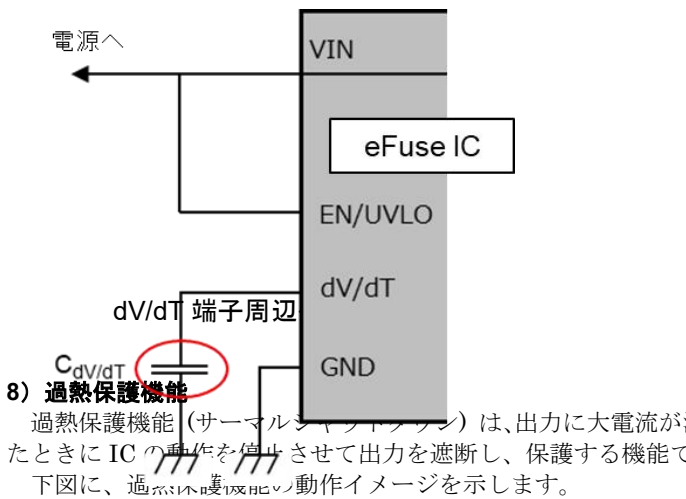 電源へ
VIN
eFuse IC
EN/UVLO
dV/dT
dV/dT 端子周辺
GND
CdV/dT
8）過熱保護機能
過熱保護機能 (サーマルシャットダウン) は、出力に大電流が
たときに IC の動作を停止させて出力を遮断し、保護する機能で
下図に、過熱保護機能の動作イメージを示します。